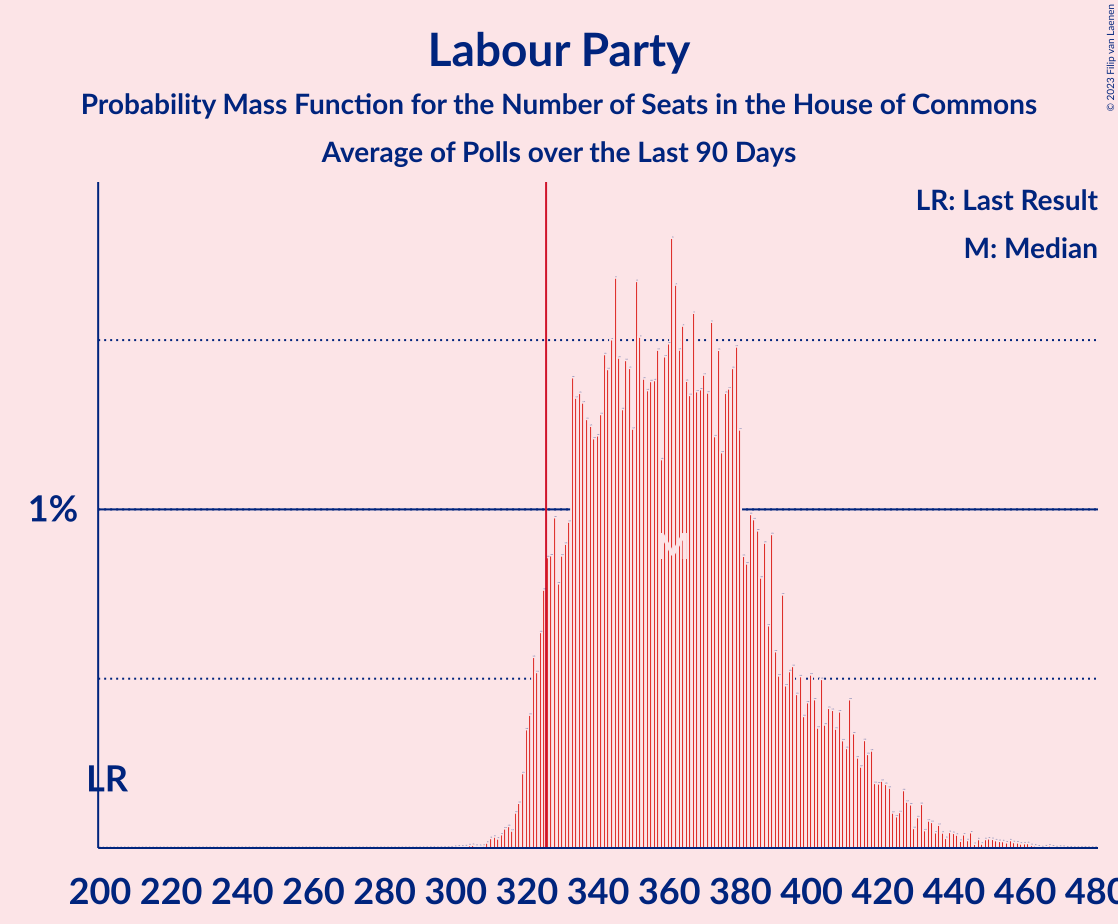 Labour Party
Probability Mass Function for the Number of Seats in the House of Commons
Average of Polls over the Last 90 Days
© 2023 Filip van Laenen
LR: Last Result
M: Median
1%
LR
M
200 220 240 260 280 300 320 340 360 380 400 420 440 460 480